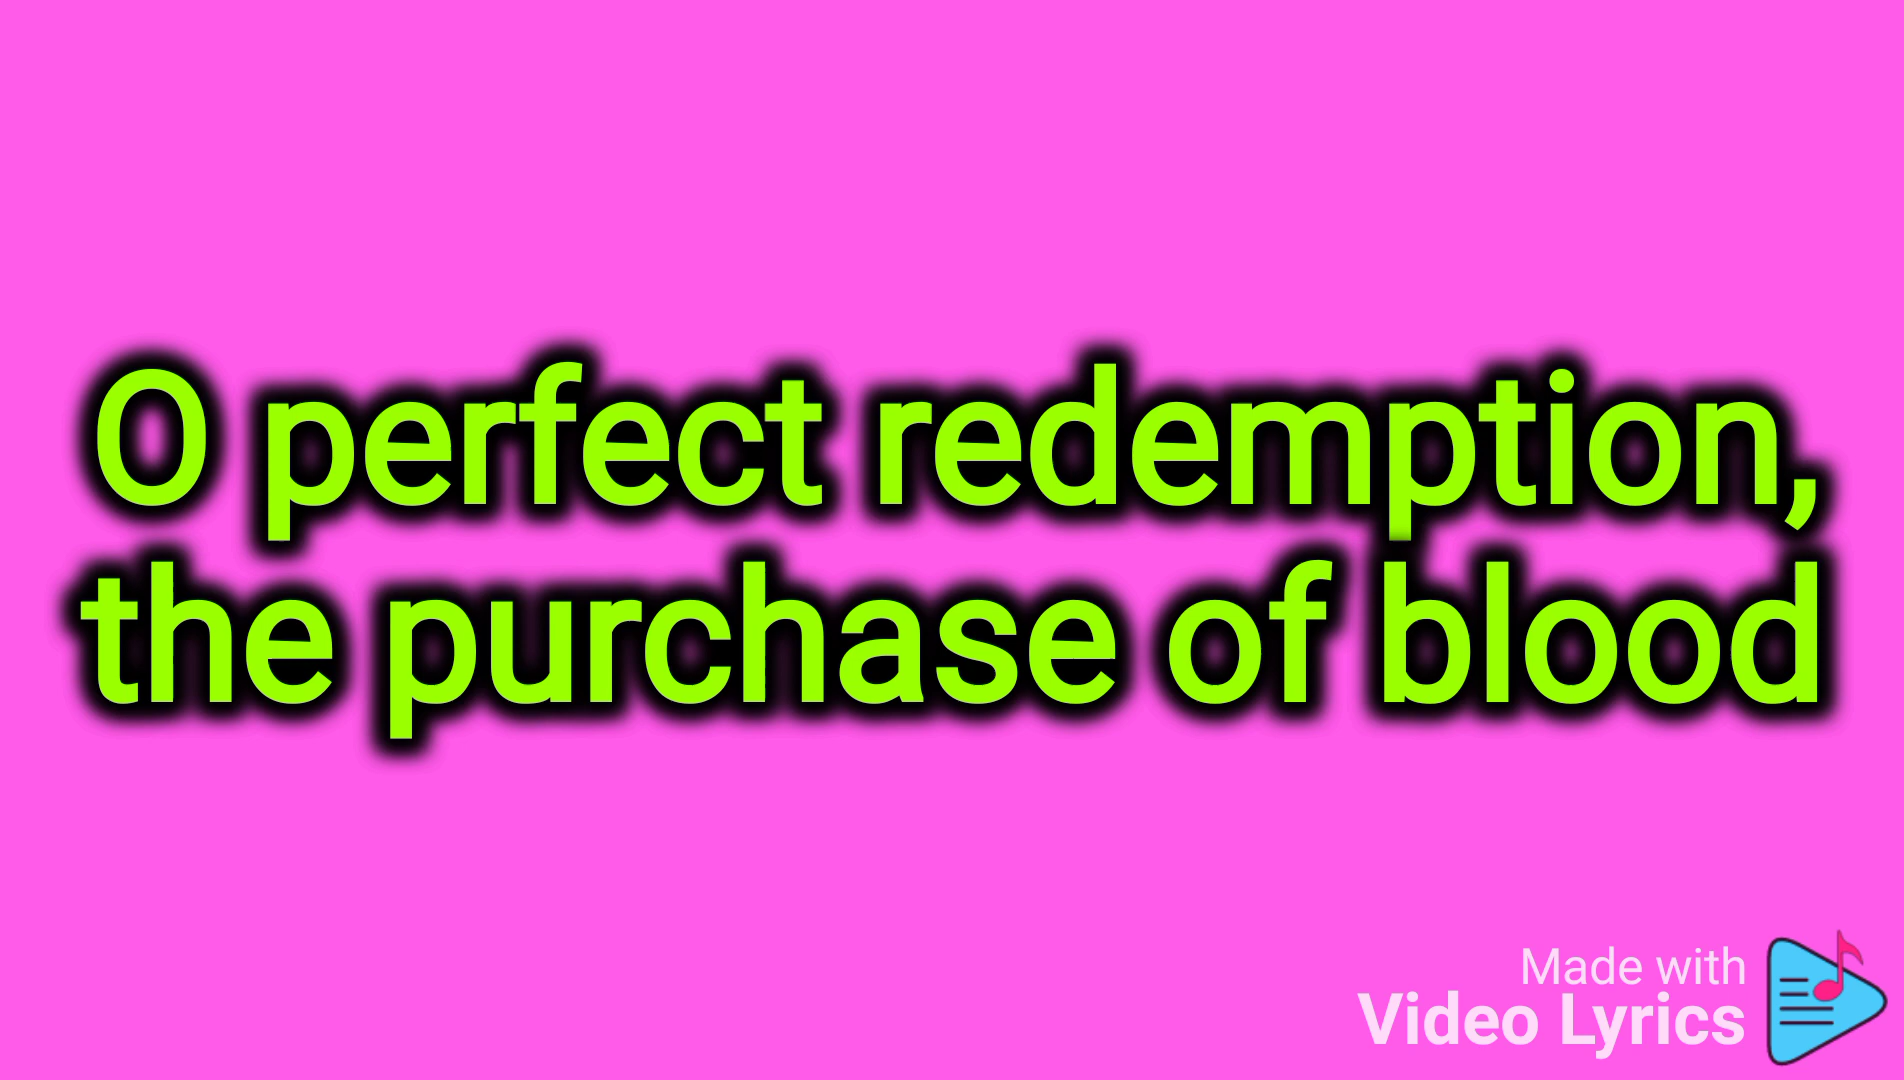 O perfect redemption,
the purchase of blood
Made with
Video Lyrics